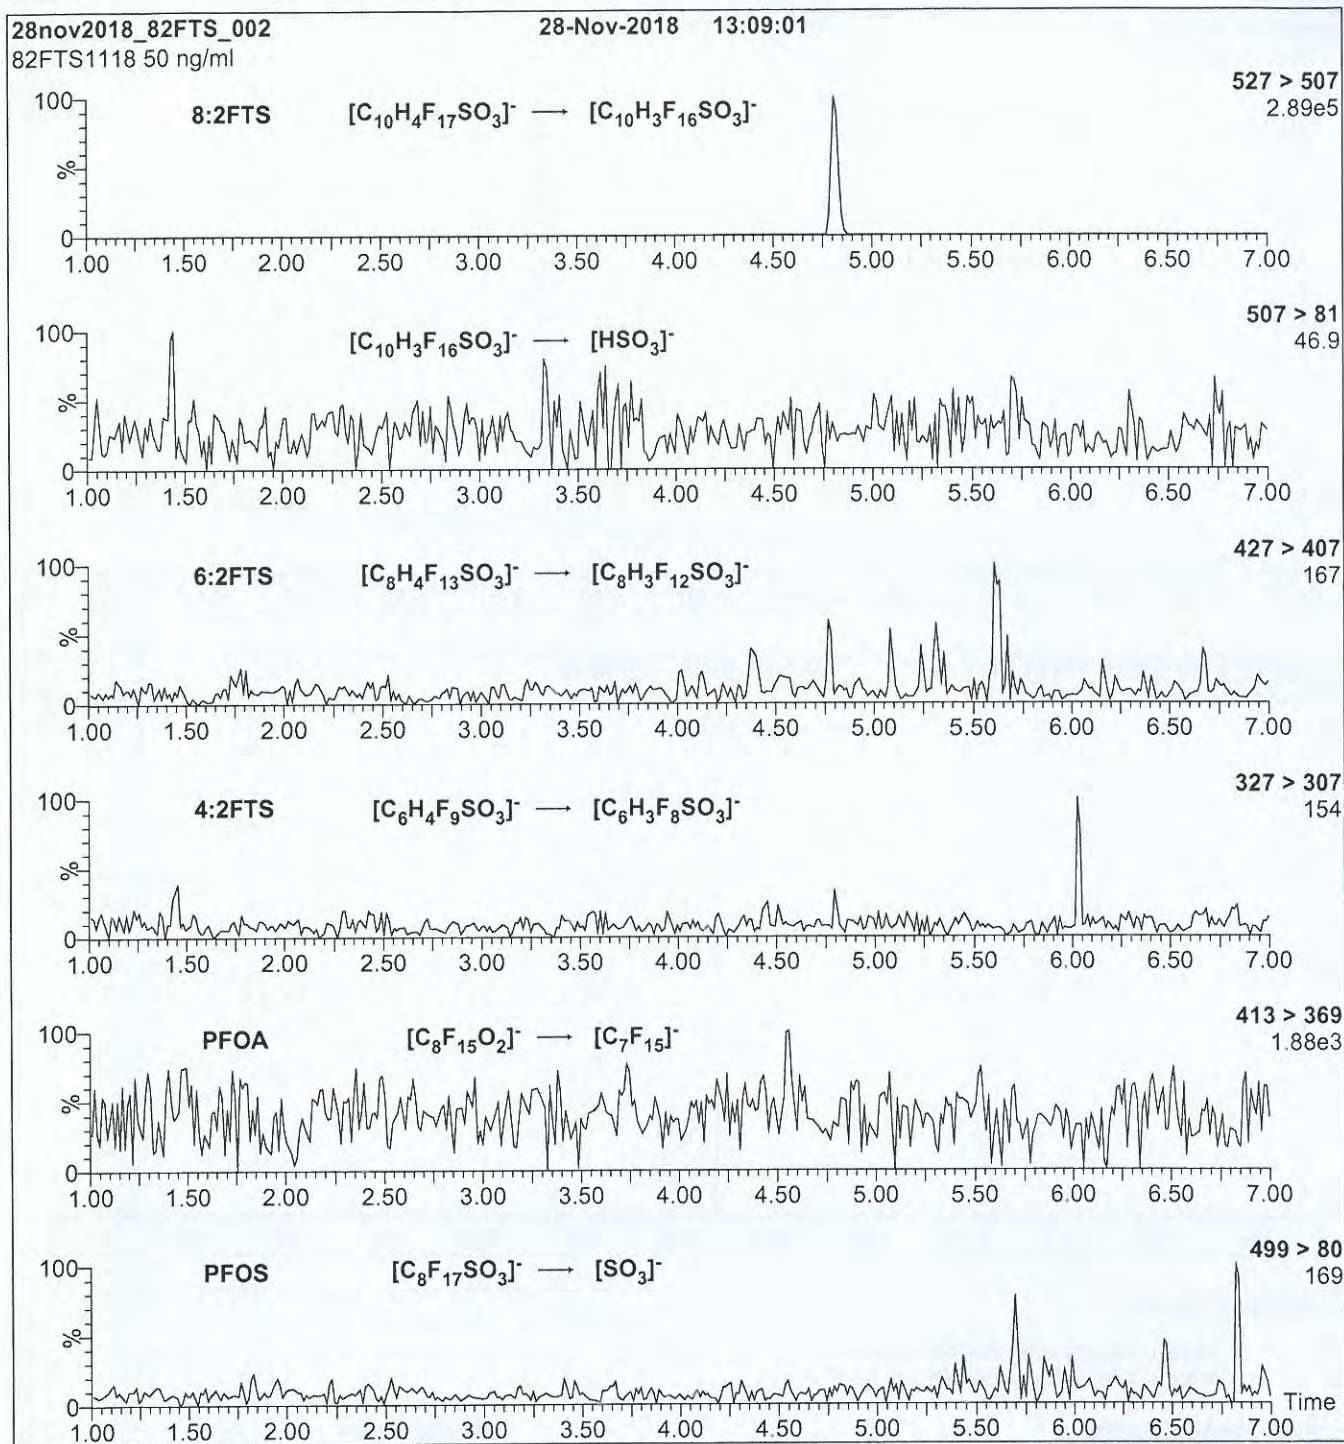 28nov2018_82FTS_002 28-Nov-2018 13:09:01
82FTS1118 50 ng/ml
527 > 507
2.89e5
8:2FTS [C₁₀H₄F₁₇SO₃]⁻ → [C₁₀H₃F₁₆SO₃]⁻
100
%
0
1.00 1.50 2.00 2.50 3.00 3.50 4.00 4.50 5.00 5.50 6.00 6.50 7.00
507 > 81
46.9
[C₁₀H₃F₁₆SO₃]⁻ → [HSO₃]⁻
100
%
0
1.00 1.50 2.00 2.50 3.00 3.50 4.00 4.50 5.00 5.50 6.00 6.50 7.00
427 > 407
167
6:2FTS [C₈H₄F₁₃SO₃]⁻ → [C₈H₃F₁₂SO₃]⁻
100
%
0
1.00 1.50 2.00 2.50 3.00 3.50 4.00 4.50 5.00 5.50 6.00 6.50 7.00
327 > 307
154
4:2FTS [C₆H₄F₉SO₃]⁻ → [C₆H₃F₈SO₃]⁻
100
%
0
1.00 1.50 2.00 2.50 3.00 3.50 4.00 4.50 5.00 5.50 6.00 6.50 7.00
413 > 369
1.88e3
PFOA [C₈F₁₅O₂]⁻ → [C₇F₁₅]⁻
100
%
0
1.00 1.50 2.00 2.50 3.00 3.50 4.00 4.50 5.00 5.50 6.00 6.50 7.00
499 > 80
169
PFOS [C₈F₁₇SO₃]⁻ → [SO₃]⁻
100
%
0
Time
1.00 1.50 2.00 2.50 3.00 3.50 4.00 4.50 5.00 5.50 6.00 6.50 7.00